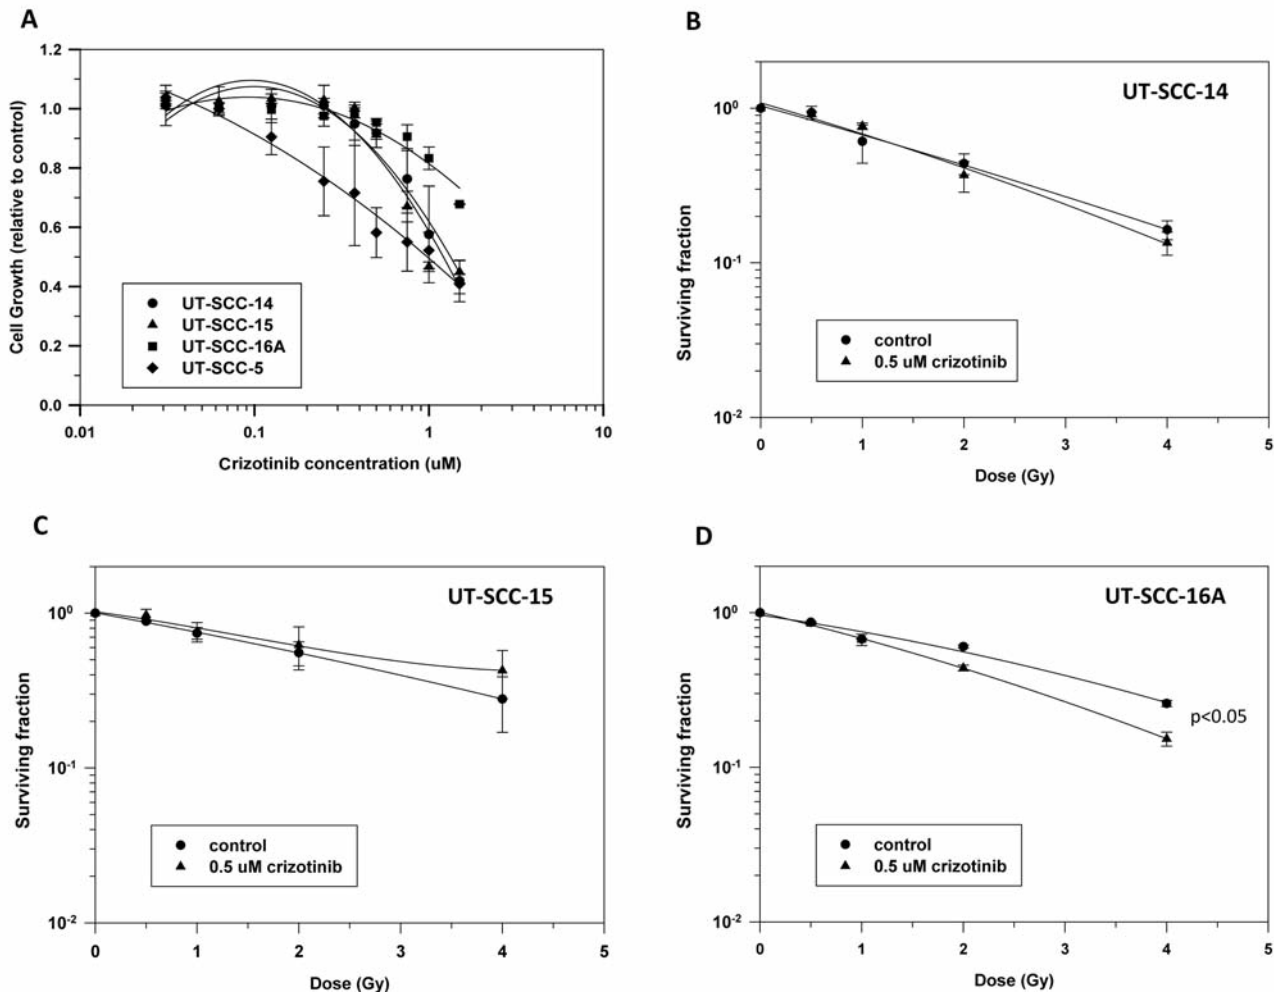 A
1.2
1.0
0.8
0.6
0.4
0.2
0.0
Cell Growth (relative to control)
UT-SCC-14
UT-SCC-15
UT-SCC-16A
UT-SCC-5
0.01
0.1
1
10
Crizotinib concentration (uM)
B
UT-SCC-14
10⁰
10⁻¹
10⁻²
Surviving fraction
control
0.5 uM crizotinib
0
1
2
3
4
5
Dose (Gy)
C
UT-SCC-15
10⁰
10⁻¹
10⁻²
Surviving fraction
control
0.5 uM crizotinib
0
1
2
3
4
5
Dose (Gy)
D
UT-SCC-16A
10⁰
10⁻¹
10⁻²
Surviving fraction
p<0.05
control
0.5 uM crizotinib
0
1
2
3
4
5
Dose (Gy)